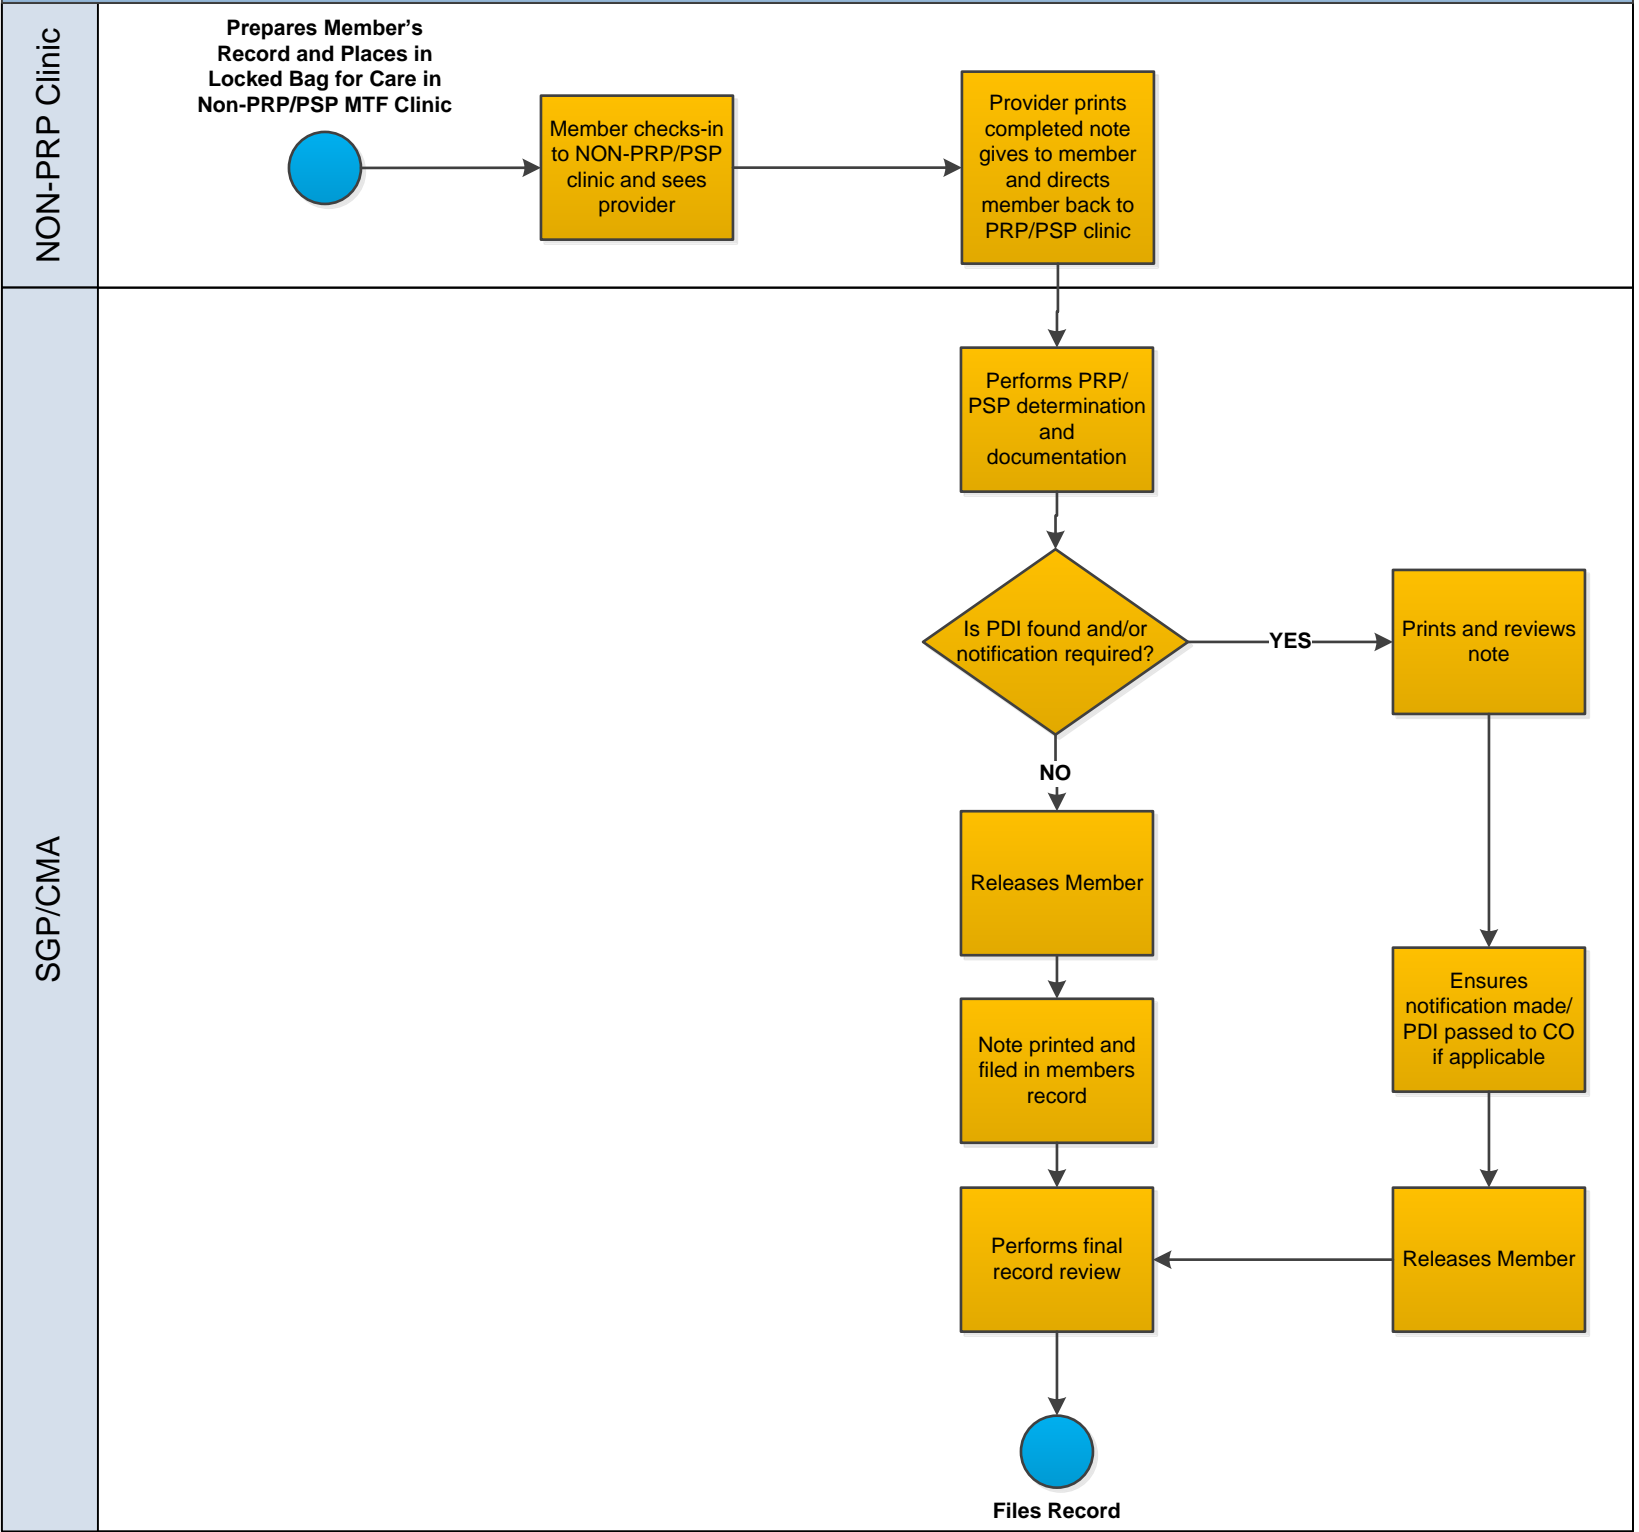 NON-PRP Clinic
Prepares Member's
Record and Places in
Locked Bag for Care in
Non-PRP/PSP MTF Clinic
Member checks-in
to NON-PRP/PSP
clinic and sees
provider
Provider prints
completed note
gives to member
and directs
member back to
PRP/PSP clinic
SGP/CMA
Performs PRP/
PSP determination
and
documentation
Is PDI found and/or
notification required?
YES
Prints and reviews
note
NO
Releases Member
Note printed and
filed in members
record
Ensures
notification made/
PDI passed to CO
if applicable
Releases Member
Performs final
record review
Files Record